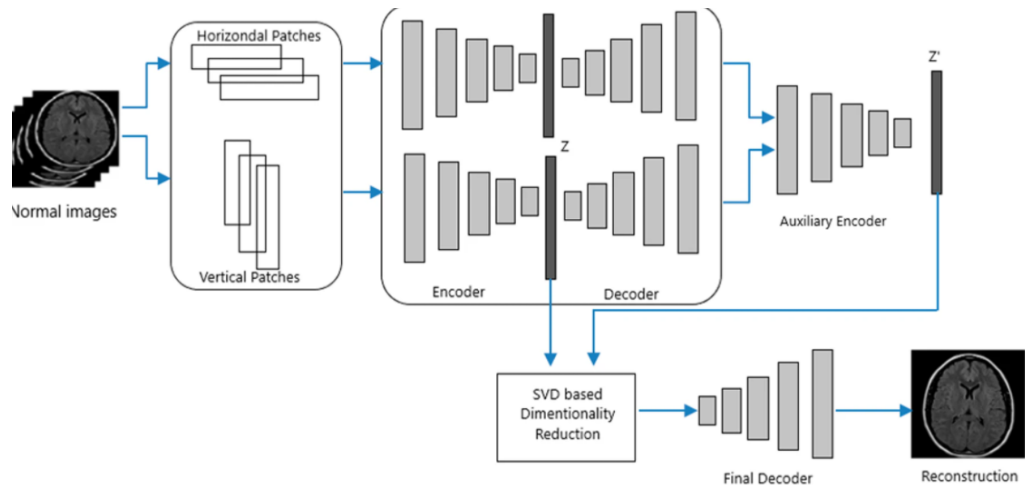 Horizondal Patches
Normal images
Vertical Patches
Z
Encoder
Decoder
Z'
Auxiliary Encoder
SVD based
Dimentionality
Reduction
Final Decoder
Reconstruction